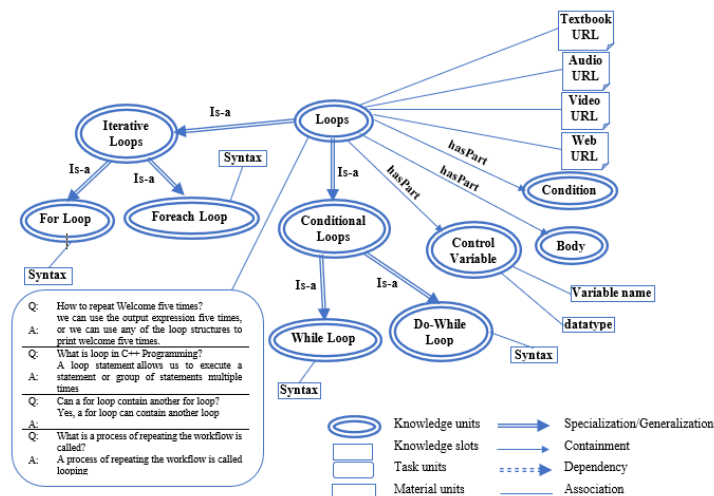 Textbook
URL
Audio
URL
Video
URL
Web
URL
Is-a
Iterative
Loops
Loops
Syntax
hasPart
Is-a
Is-a
Is-a
hasPart
Condition
hasPart
For Loop
Foreach Loop
Conditional
Loops
Control
Variable
Body
Syntax
Is-a
Is-a
Variable name
datatype
While Loop
Do-While
Loop
Syntax
Syntax
Q: How to repeat Welcome five times?
we can use the output expression five times,
A: or we can use any of the loop structures to
print welcome five times.
Q: What is loop in C++ Programming?
A loop statement allows us to execute a
A: statement or group of statements multiple
times
Q: Can a for loop contain another for loop?
Yes, a for loop can contain another loop
A:
Q: What is a process of repeating the workflow is
called?
A: A process of repeating the workflow is called
looping
Knowledge units
Specialization/Generalization
Knowledge slots
Containment
Task units
Dependency
Material units
Association